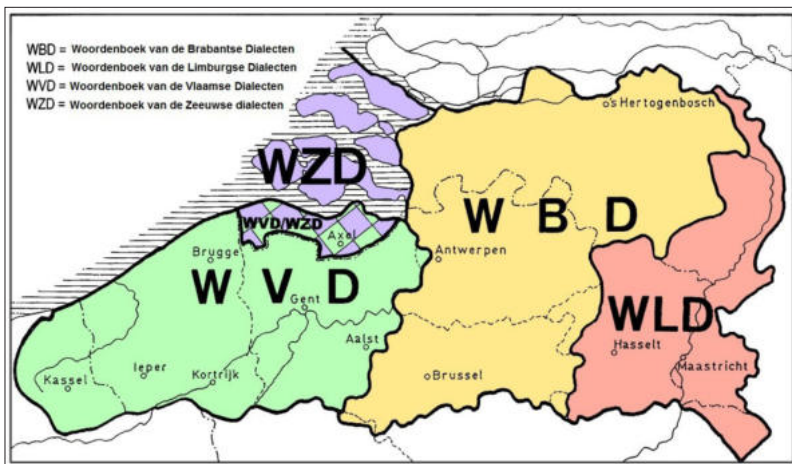 WBD = Woordenboek van de Brabantse Dialecten
WLD = Woordenboek van de Limburgse Dialecten
WVD = Woordenboek van de Vlaamse Dialecten
WZD = Woordenboek van de Zeeuwse dialecten
's Hertogenbosch
WZD
W B D
WVD/WZD
Axel
Brugge
Antwerpen
W V D
Gent
WLD
Aalst
Hasselt
Maastricht
Ieper
Kassel
Kortrijk
Brussel